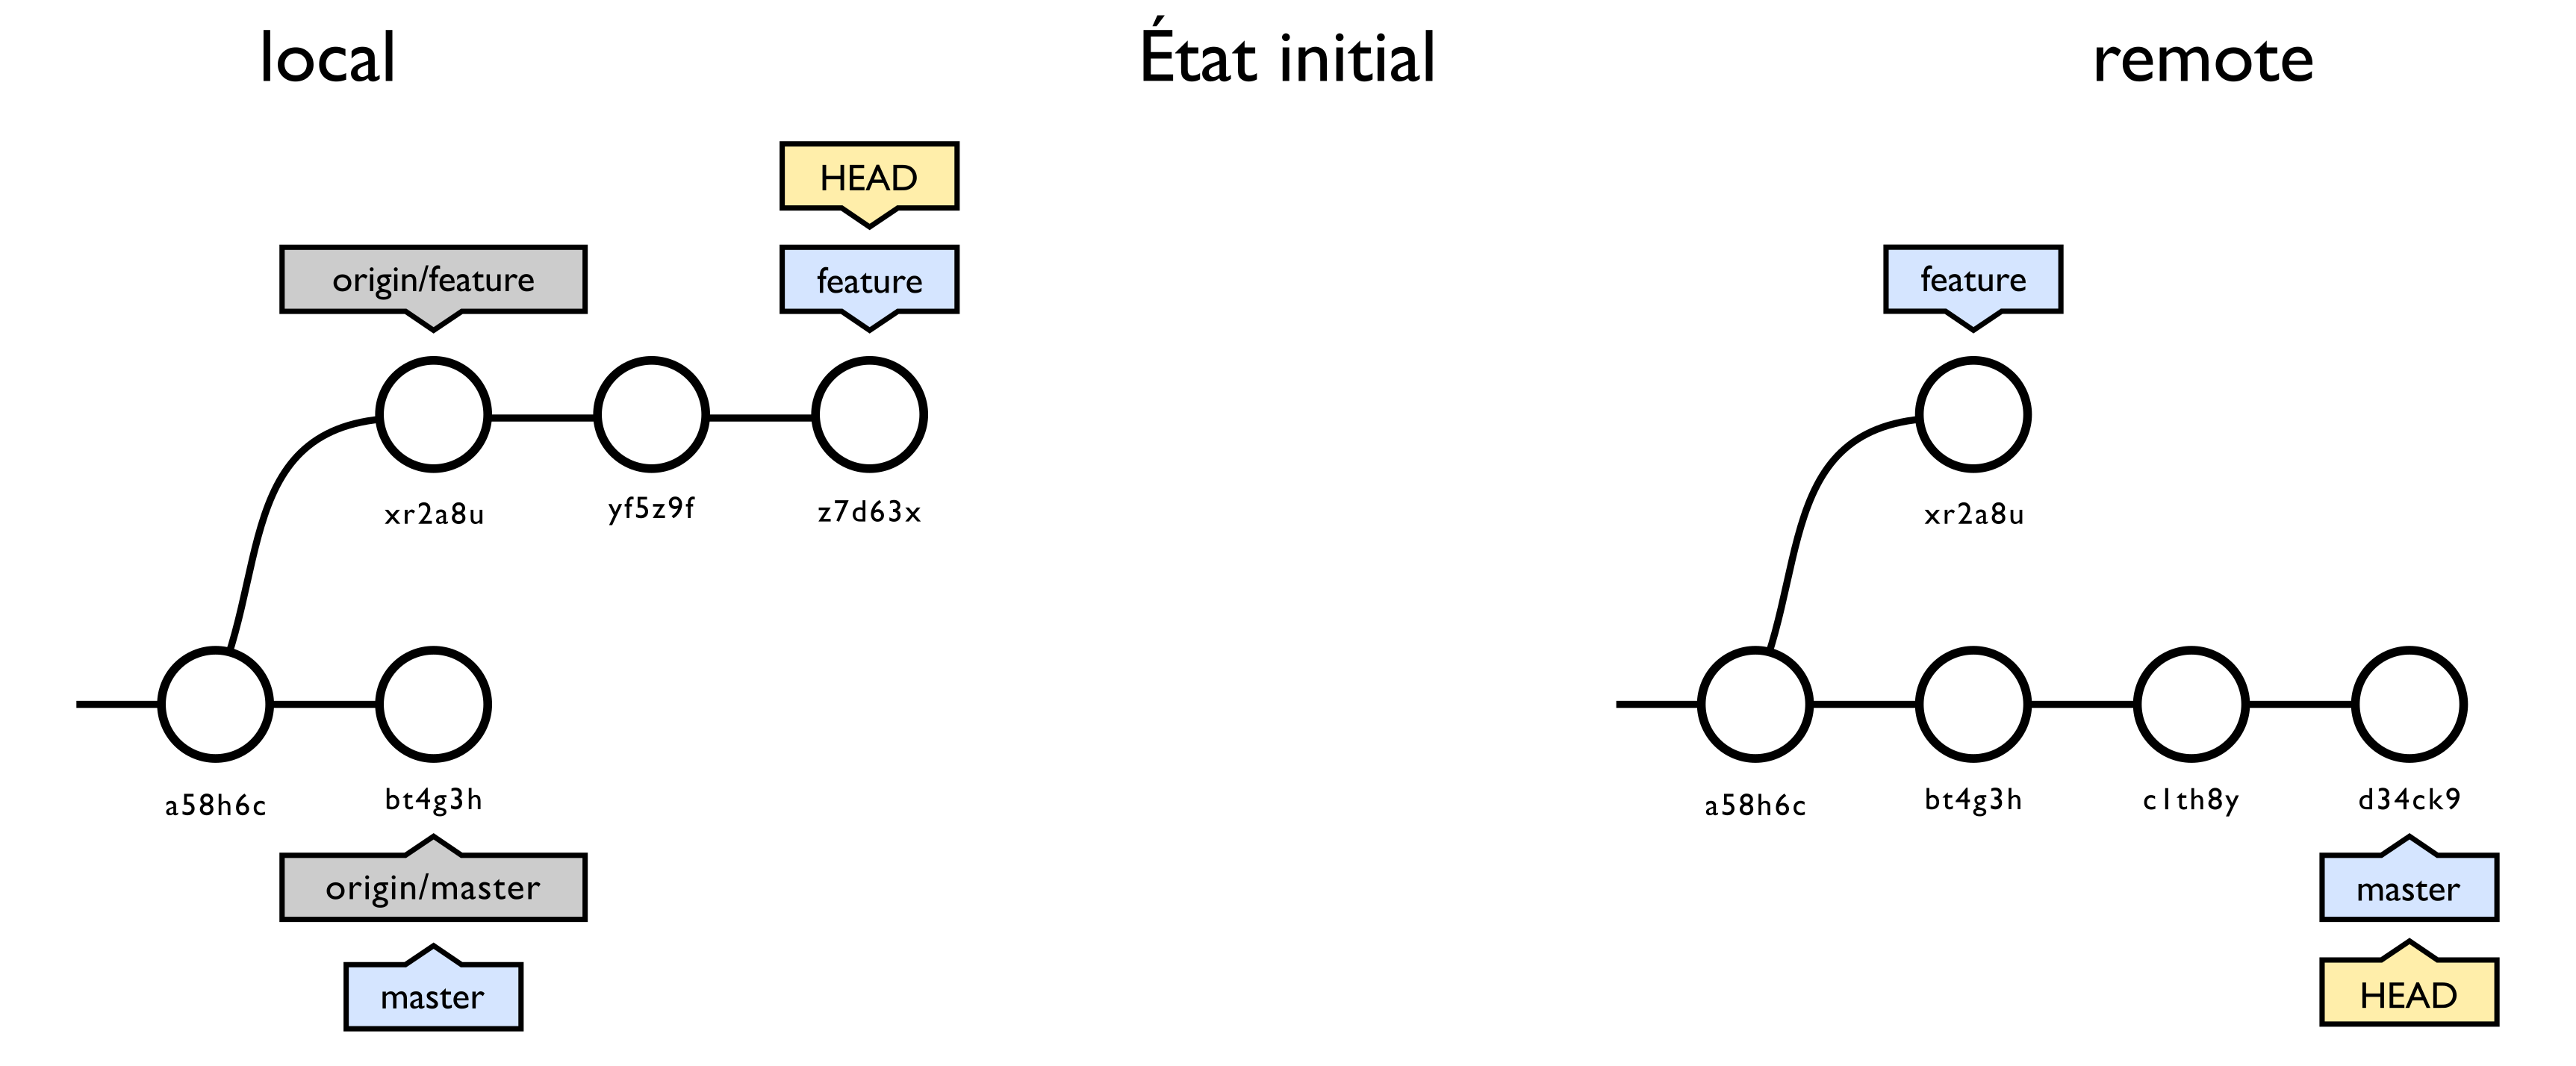 local
État initial
remote
HEAD
origin/feature
feature
feature
xr2a8u
yf5z9f
z7d63x
xr2a8u
a58h6c
bt4g3h
a58h6c
bt4g3h
c1th8y
d34ck9
origin/master
master
master
HEAD